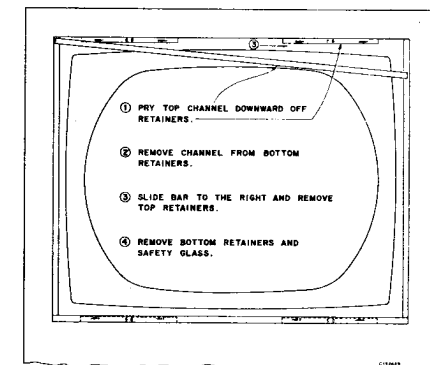 ③
① PRY TOP CHANNEL DOWNWARD OFF
RETAINERS.
② REMOVE CHANNEL FROM BOTTOM
RETAINERS.
③ SLIDE BAR TO THE RIGHT AND REMOVE
TOP RETAINERS.
④ REMOVE BOTTOM RETAINERS AND
SAFETY GLASS.